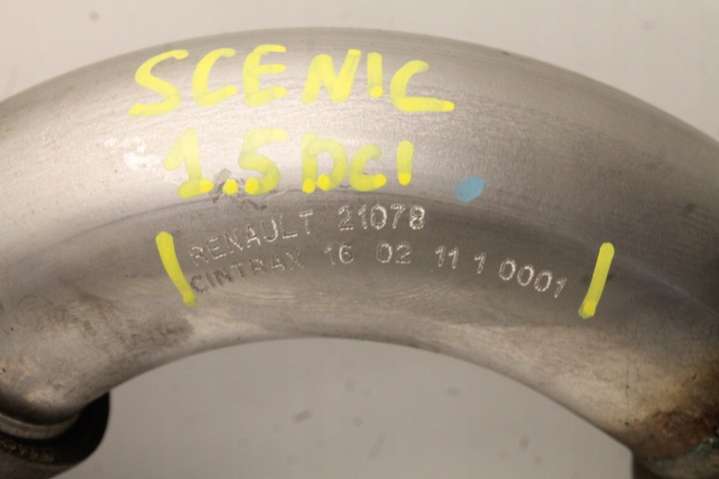 SCENIC
1.5 DCI
RENAULT 21078
CINTRAX 16 02 11 1 0001